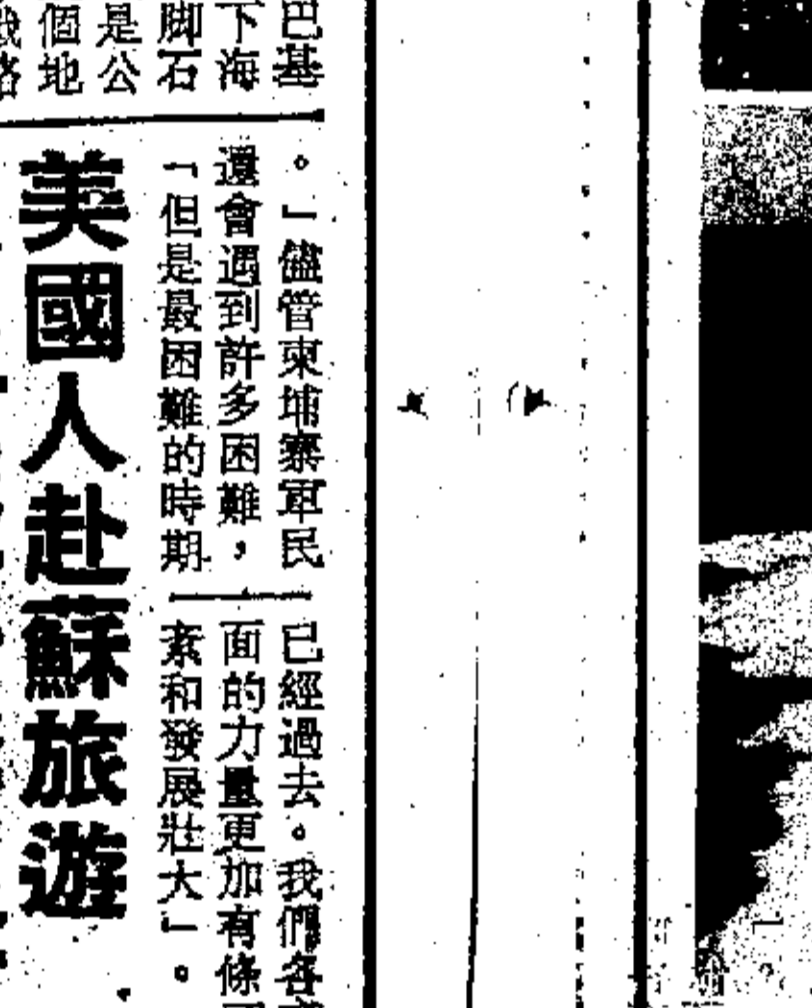 巴基
下海
脚石
是公
個地
。」儘管柬埔寨軍民
還會遇到許多困難，
「但是最困難的時期
已經過去。我們各
面的力量更加有條
素和發展壯大」。
美國人赴蘇旅遊